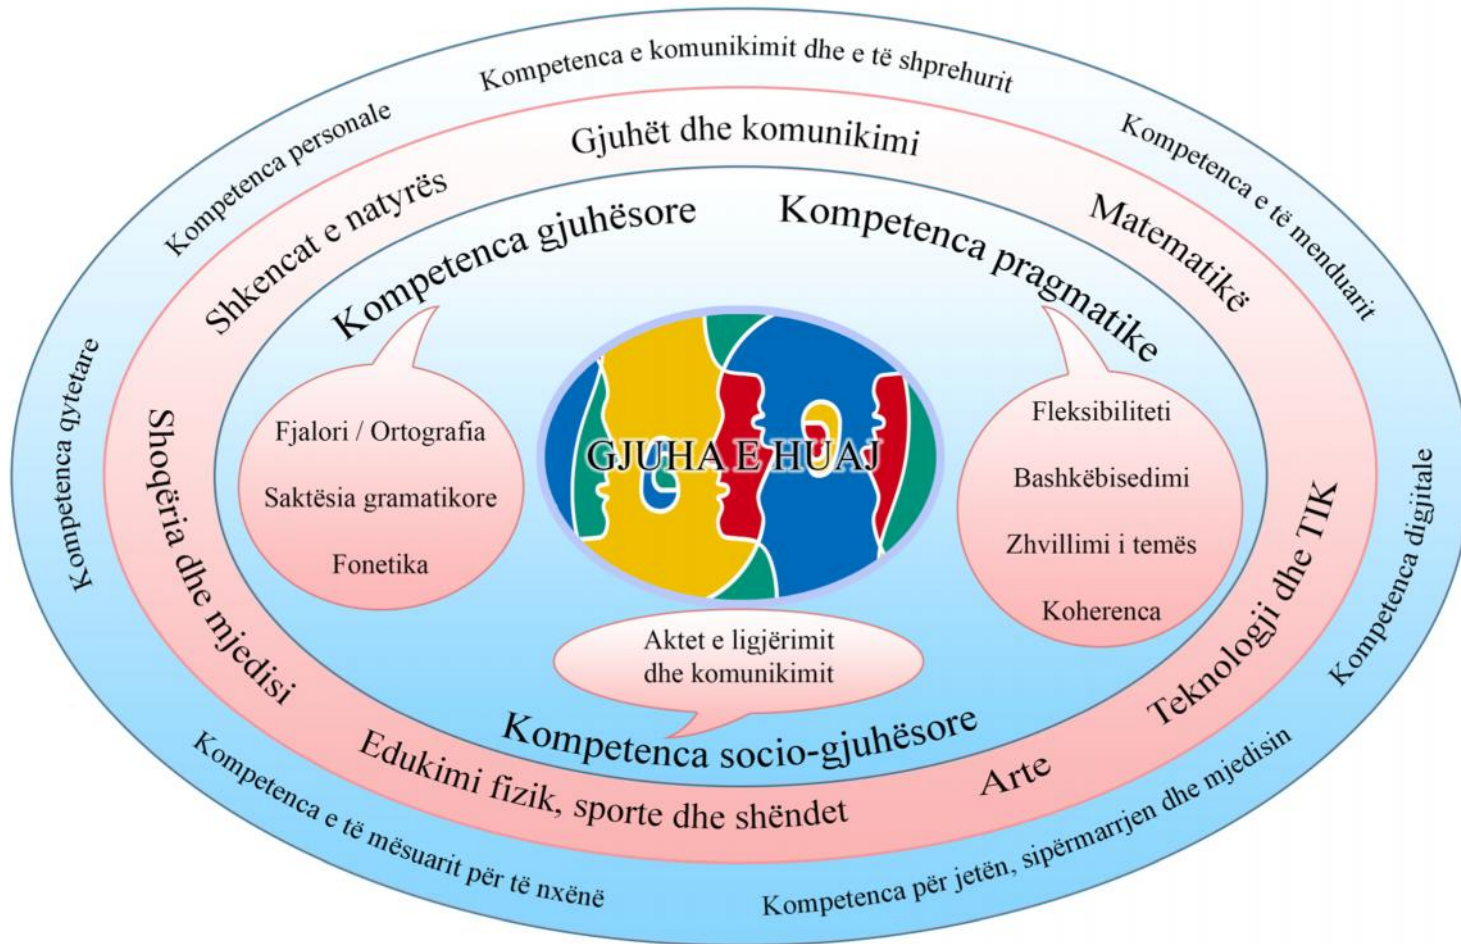 Kompetenca e komunikimit dhe e të shprehurit
Kompetenca personale
Kompetenca e të menduarit
Kompetenca qytetare
Kompetenca digjitale
Kompetenca e të mësuarit për të nxënë
Kompetenca për jetën, sipërmarrjen dhe mjedisin
Gjuhët dhe komunikimi
Shkencat e natyrës
Matematikë
Shoqëria dhe mjedisi
Teknologji dhe TIK
Edukimi fizik, sporte dhe shëndet
Arte
Kompetenca gjuhësore
Kompetenca pragmatike
Fjalori / Ortografia
Saktësia gramatikore
Fonetika
GJUHA E HUAJ
Fleksibiliteti
Bashkëbisedimi
Zhvillimi i temës
Koherenca
Aktet e ligjërimit
dhe komunikimit
Kompetenca socio-gjuhësore